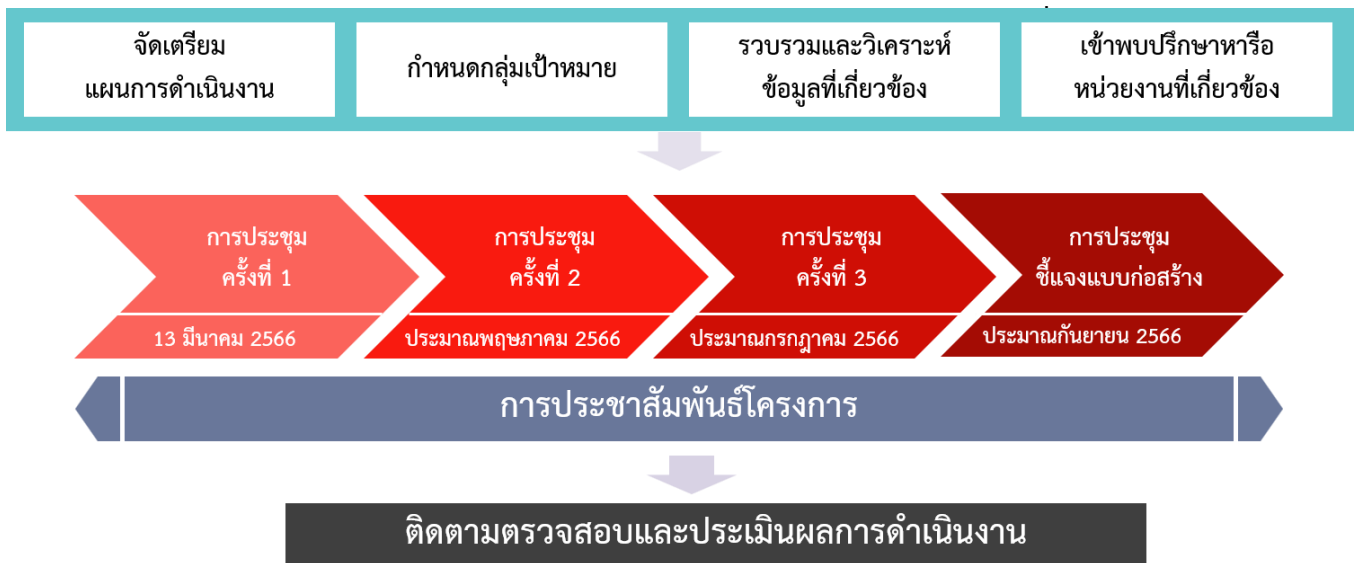 จัดเตรียม
แผนการดำเนินงาน
กำหนดกลุ่มเป้าหมาย
รวบรวมและวิเคราะห์
ข้อมูลที่เกี่ยวข้อง
เข้าพบปรึกษาหารือ
หน่วยงานที่เกี่ยวข้อง
การประชุม
ครั้งที่ 1
13 มีนาคม 2566
การประชุม
ครั้งที่ 2
ประมาณพฤษภาคม 2566
การประชุม
ครั้งที่ 3
ประมาณกรกฎาคม 2566
การประชุม
ชี้แจงแบบก่อสร้าง
ประมาณกันยายน 2566
การประชาสัมพันธ์โครงการ
ติดตามตรวจสอบและประเมินผลการดำเนินงาน